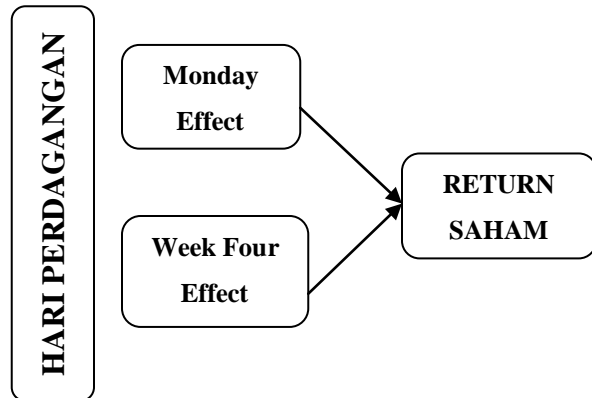 HARI PERDAGANGAN
Monday
Effect
Week Four
Effect
RETURN
SAHAM